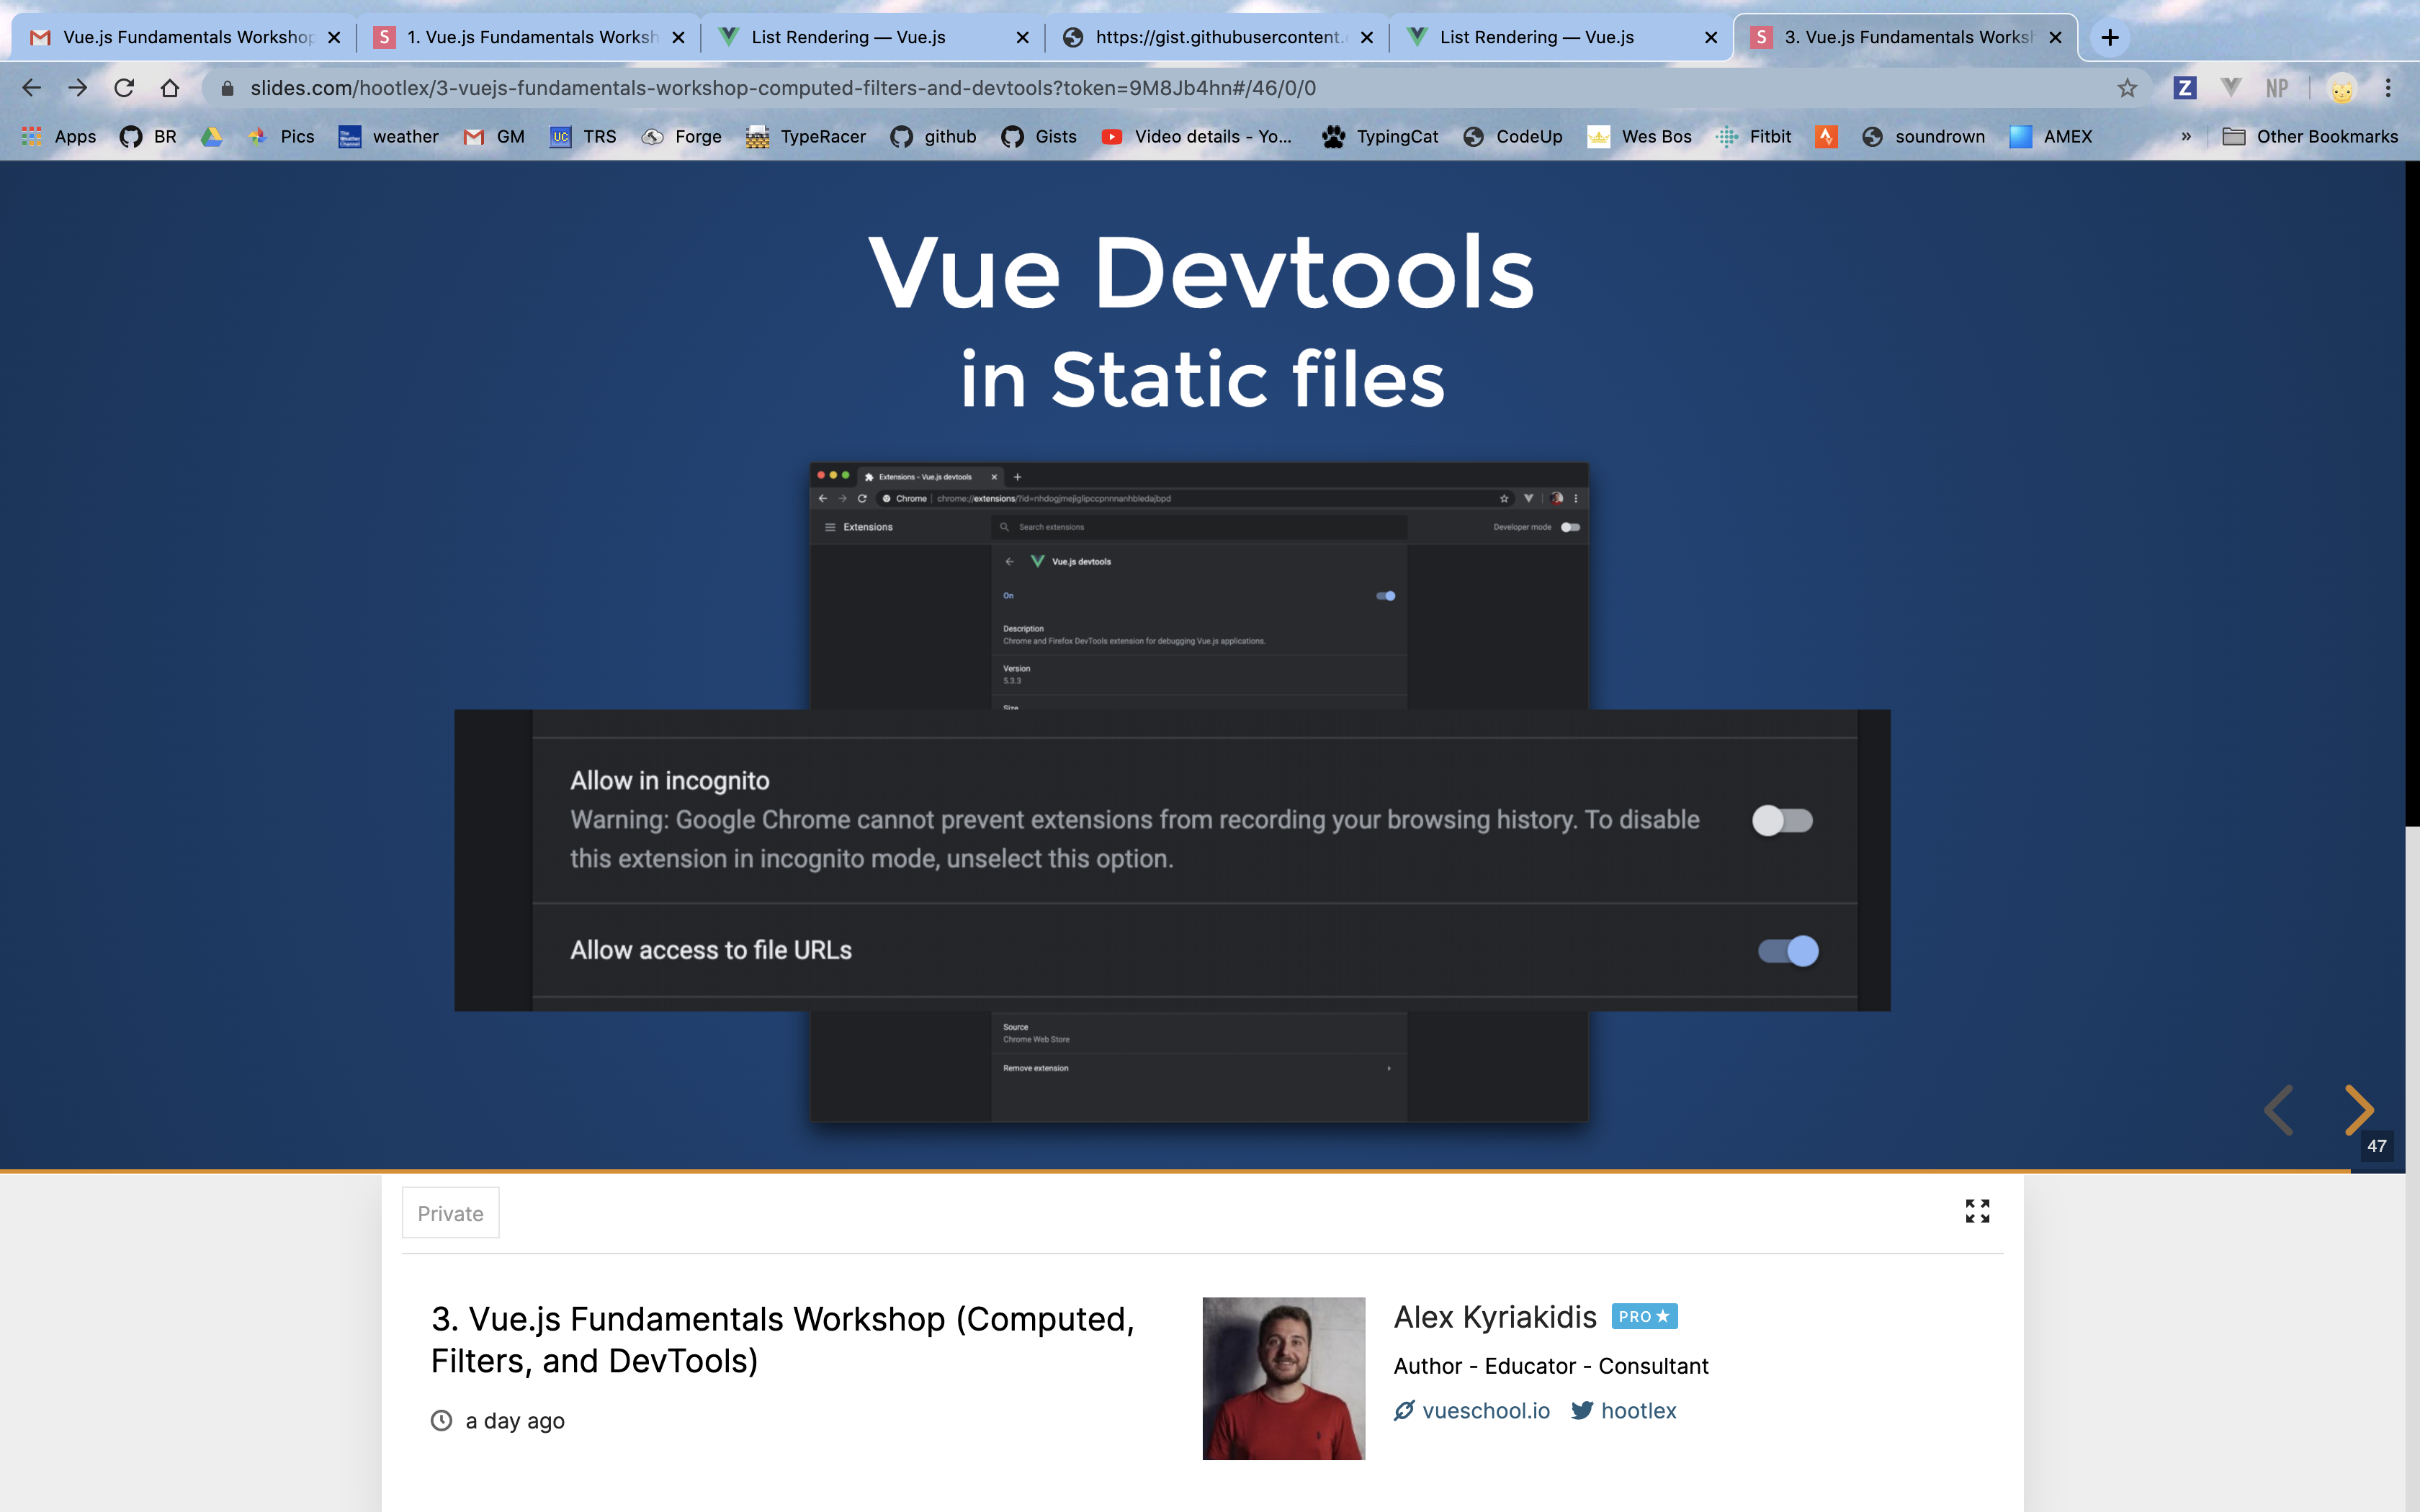 Vue.js Fundamentals Workshop
1. Vue.js Fundamentals Worksh
List Rendering — Vue.js
https://gist.githubusercontent.
List Rendering — Vue.js
3. Vue.js Fundamentals Worksh
slides.com/hootlex/3-vuejs-fundamentals-workshop-computed-filters-and-devtools?token=9M8Jb4hn#/46/0/0
Z
NP
Apps
BR
Pics
weather
GM
UC
TRS
Forge
TypeRacer
github
Gists
Video details - Yo...
TypingCat
CodeUp
Wes Bos
Fitbit
soundrown
AMEX
»
Other Bookmarks
Vue Devtools
in Static files
Extensions - Vue.js devtools
Chrome | chrome://extensions/?id=nhdogjmejiglipccpnnnanhbledajbpd
Extensions
Search extensions
Developer mode
Vue.js devtools
On
Description
Chrome and Firefox DevTools extension for debugging Vue.js applications.
Version
5.3.3
Size
Allow in incognito
Warning: Google Chrome cannot prevent extensions from recording your browsing history. To disable
this extension in incognito mode, unselect this option.
Allow access to file URLs
Source
Chrome Web Store
Remove extension
47
Private
3. Vue.js Fundamentals Workshop (Computed,
Filters, and DevTools)
a day ago
Alex Kyriakidis PRO
Author - Educator - Consultant
vueschool.io
hootlex